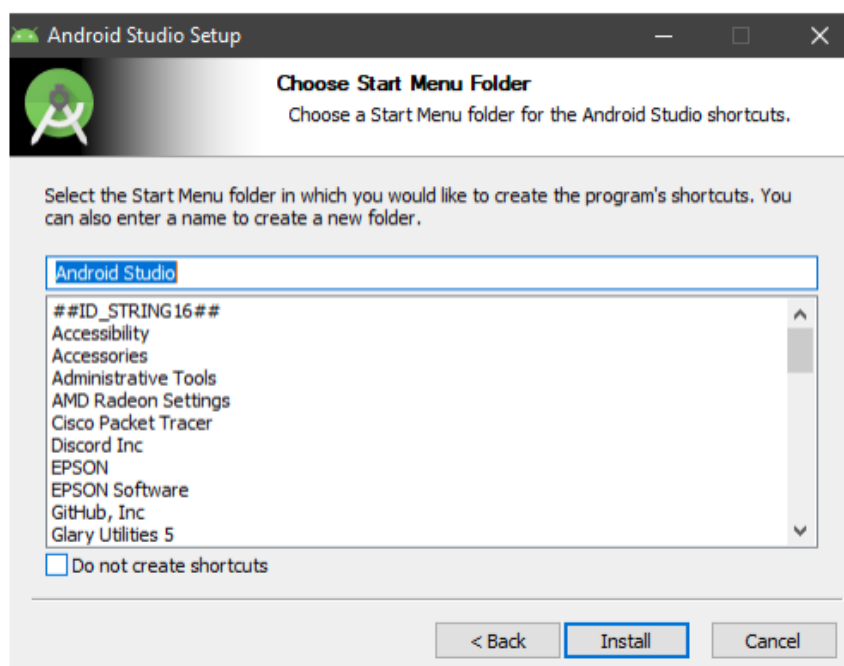 Android Studio Setup
Choose Start Menu Folder
Choose a Start Menu folder for the Android Studio shortcuts.
Select the Start Menu folder in which you would like to create the program's shortcuts. You
can also enter a name to create a new folder.
Android Studio
##ID_STRING16##
Accessibility
Accessories
Administrative Tools
AMD Radeon Settings
Cisco Packet Tracer
Discord Inc
EPSON
EPSON Software
GitHub, Inc
Glary Utilities 5
Do not create shortcuts
< Back Install Cancel